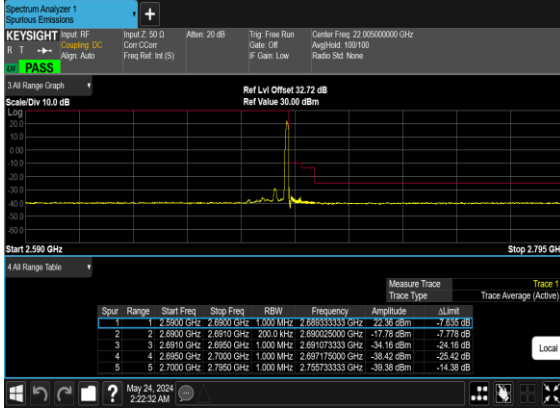 Spectrum Analyzer 1
Spurious Emissions
+
KEYSIGHT Input: RF Input Z: 50 Ω Atten: 20 dB Trig: Free Run Center Freq: 22.005000000 GHz
R T Coupling: DC Corr CCorr Gate: Off Avg|Hold: 100/100
Align: Auto Freq Ref: Int (S) IF Gain: Low Radio Std: None
PASS
3 All Range Graph
Ref Lvl Offset 32.72 dB
Scale/Div 10.0 dB Ref Value 30.00 dBm
Log
20.0
10.0
0.00
-10.0
-20.0
-30.0
-40.0
-50.0
-60.0
Start 2.590 GHz Stop 2.795 GH
4 All Range Table
Measure Trace Trace 1
Trace Type Trace Average (Active)
Spur Range Start Freq Stop Freq RBW Frequency Amplitude ΔLimit
1 1 2.5900 GHz 2.6900 GHz 1.000 MHz 2.689333333 GHz 22.36 dBm -7.635 dB
2 2 2.6900 GHz 2.6910 GHz 200.0 kHz 2.690025000 GHz -17.78 dBm -7.778 dB
3 3 2.6910 GHz 2.6950 GHz 1.000 MHz 2.691073333 GHz -34.16 dBm -24.16 dB
4 4 2.6950 GHz 2.7000 GHz 1.000 MHz 2.697175000 GHz -38.42 dBm -25.42 dB
5 5 2.7000 GHz 2.7950 GHz 1.000 MHz 2.755733333 GHz -39.38 dBm -14.38 dB
Local
?
May 24, 2024
2:22:32 AM